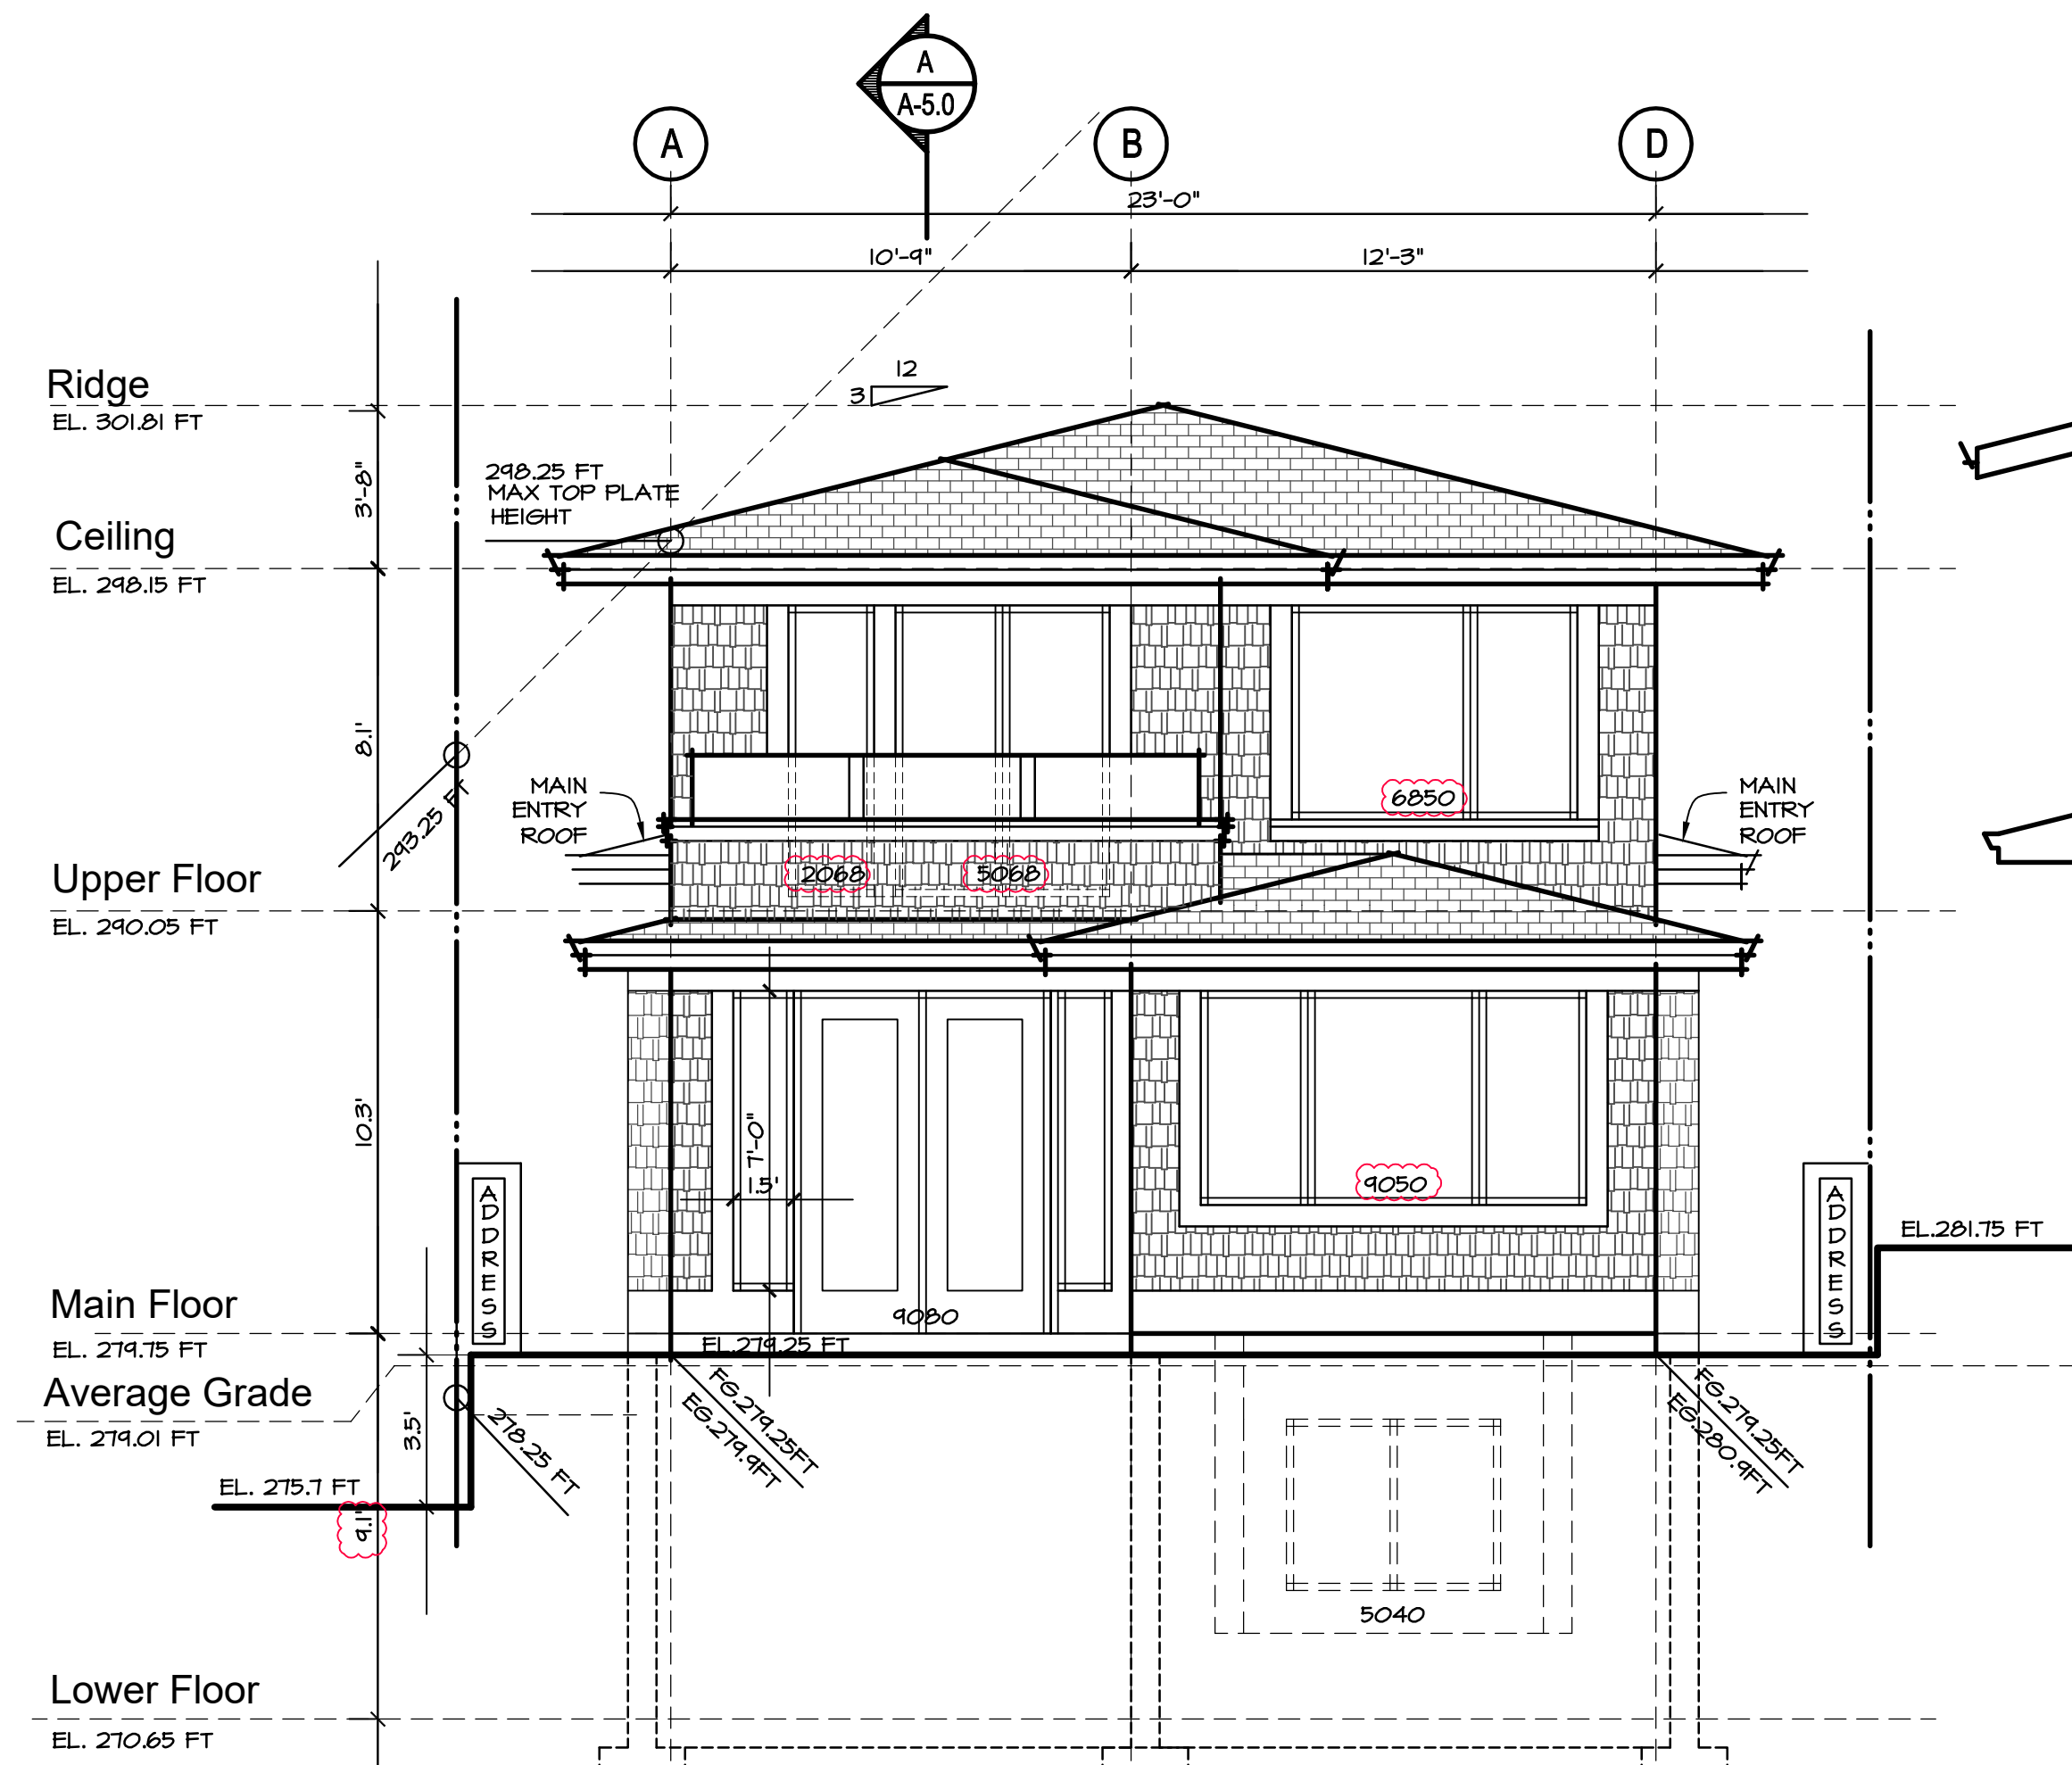 A
A-5.0
A
B
D
23'-0"
10'-9"
12'-3"
12
3
Ridge
EL. 301.81 FT
3'-8"
298.25 FT
MAX TOP PLATE
HEIGHT
Ceiling
EL. 298.15 FT
8.1'
293.25 FT
MAIN
ENTRY
ROOF
6850
MAIN
ENTRY
ROOF
2068
5068
Upper Floor
EL. 290.05 FT
10.3'
7'-0"
1.5'
9050
ADDRESS
ADDRESS
EL.281.75 FT
9080
Main Floor
EL. 279.75 FT
EL.279.25 FT
Average Grade
EL. 279.01 FT
3.5'
278.25 FT
FG.279.25FT
EG.279.9FT
FG.279.25FT
EG.280.9FT
EL. 275.7 FT
9.1'
5040
Lower Floor
EL. 270.65 FT